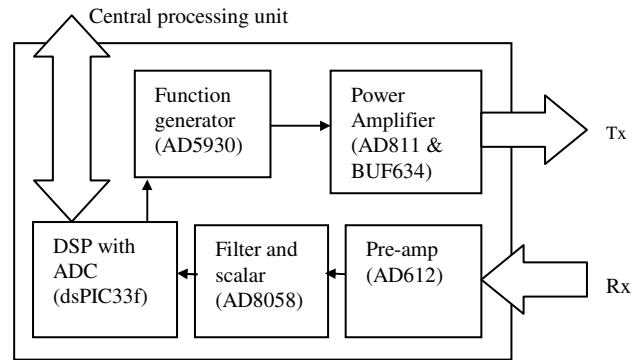 Central processing unit
Function
generator
(AD5930)
Power
Amplifier
(AD811 &
BUF634)
Tx
DSP with
ADC
(dsPIC33f)
Filter and
scalar
(AD8058)
Pre-amp
(AD612)
Rx